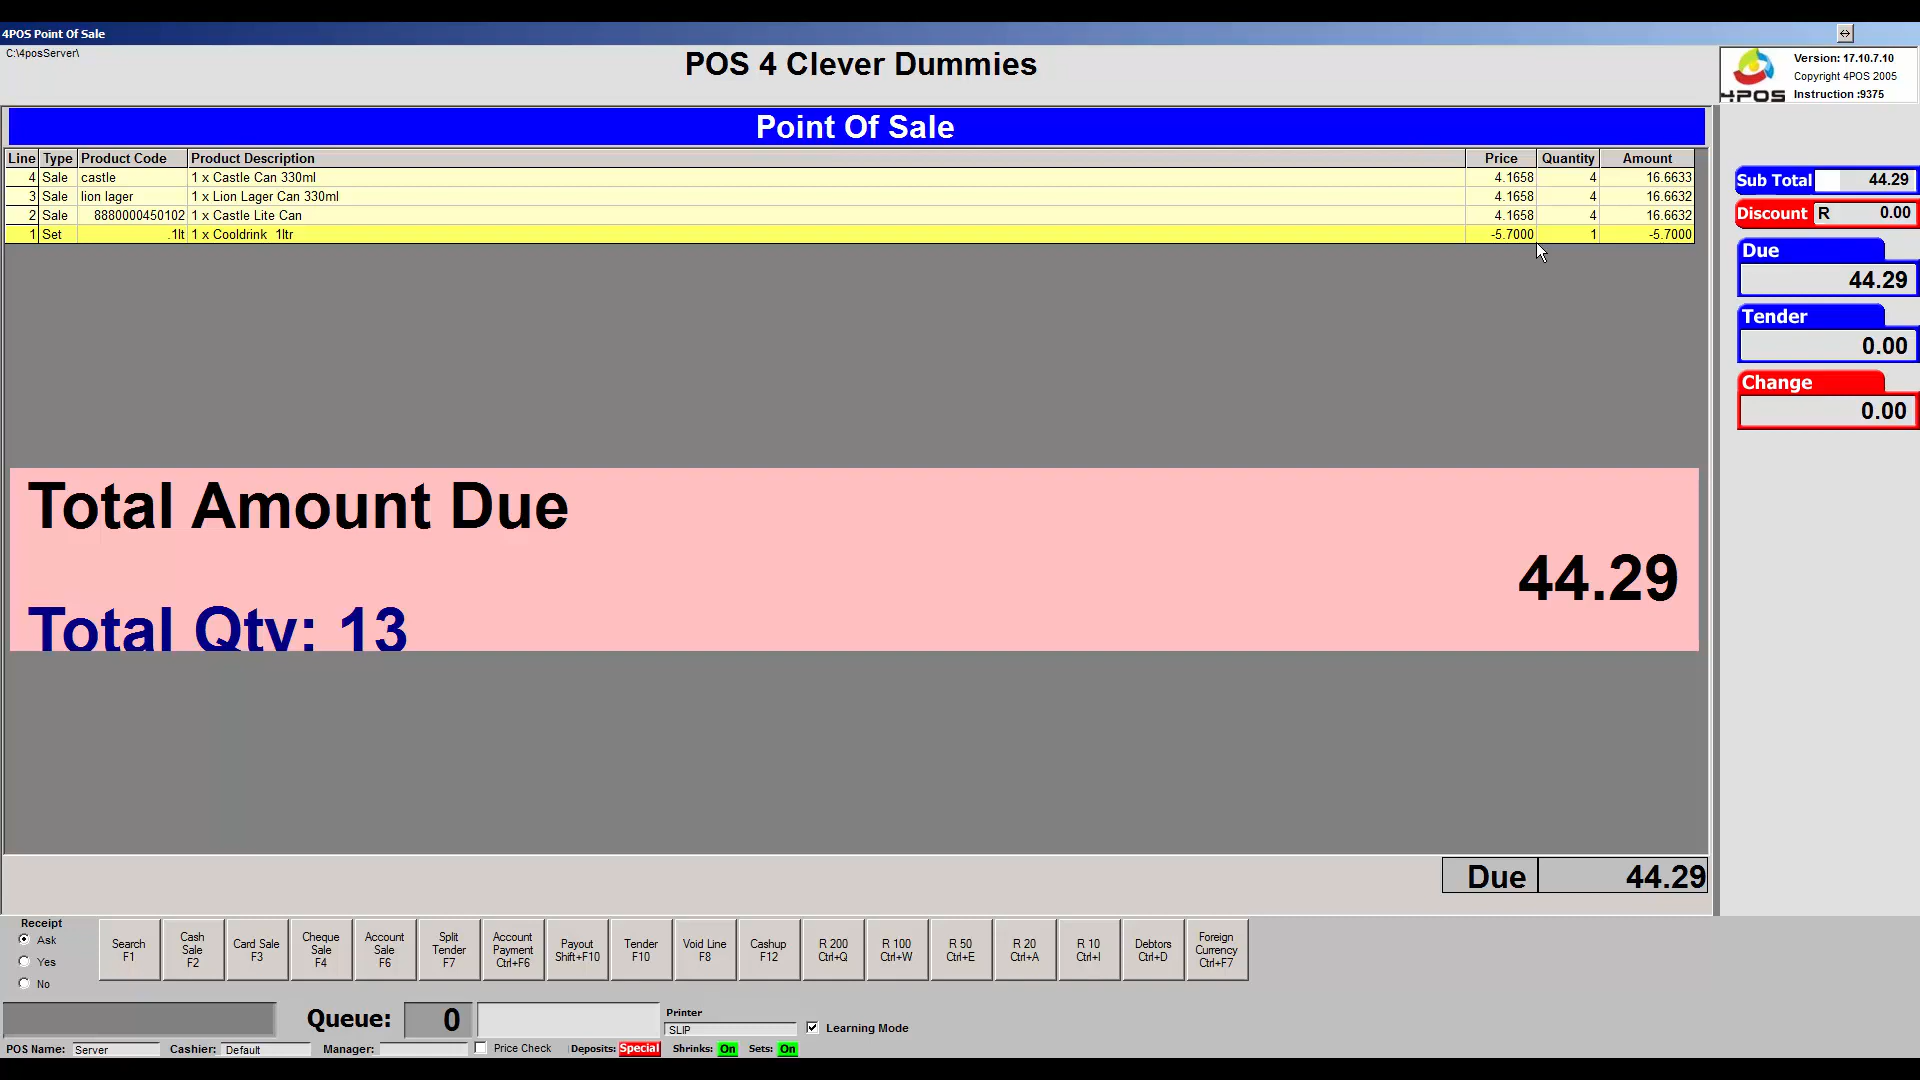 4POS Point Of Sale
C:\4posServer\
POS 4 Clever Dummies
4POS
Version: 17.10.7.10
Copyright 4POS 2005
Instruction :9375
Point Of Sale
Line Type Product Code Product Description Price Quantity Amount
4 Sale castle 1 x Castle Can 330ml 4.1658 4 16.6633
3 Sale lion lager 1 x Lion Lager Can 330ml 4.1658 4 16.6632
2 Sale 8880000450102 1 x Castle Lite Can 4.1658 4 16.6632
1 Set .1lt 1 x Cooldrink 1ltr -5.7000 1 -5.7000
Sub Total 44.29
Discount R 0.00
Due
44.29
Tender
0.00
Change
0.00
Total Amount Due
44.29
Total Qty: 13
Due 44.29
Receipt
Ask
Yes
No
Search F1
Cash Sale F2
Card Sale F3
Cheque Sale F4
Account Sale F6
Split Tender F7
Account Payment Ctrl+F6
Payout Shift+F10
Tender F10
Void Line F8
Cashup F12
R 200 Ctrl+Q
R 100 Ctrl+W
R 50 Ctrl+E
R 20 Ctrl+A
R 10 Ctrl+I
Debtors Ctrl+D
Foreign Currency Ctrl+F7
Queue: 0
Printer
SLIP
Learning Mode
POS Name: Server Cashier: Default Manager: Price Check Deposits: Special Shrinks: On Sets: On